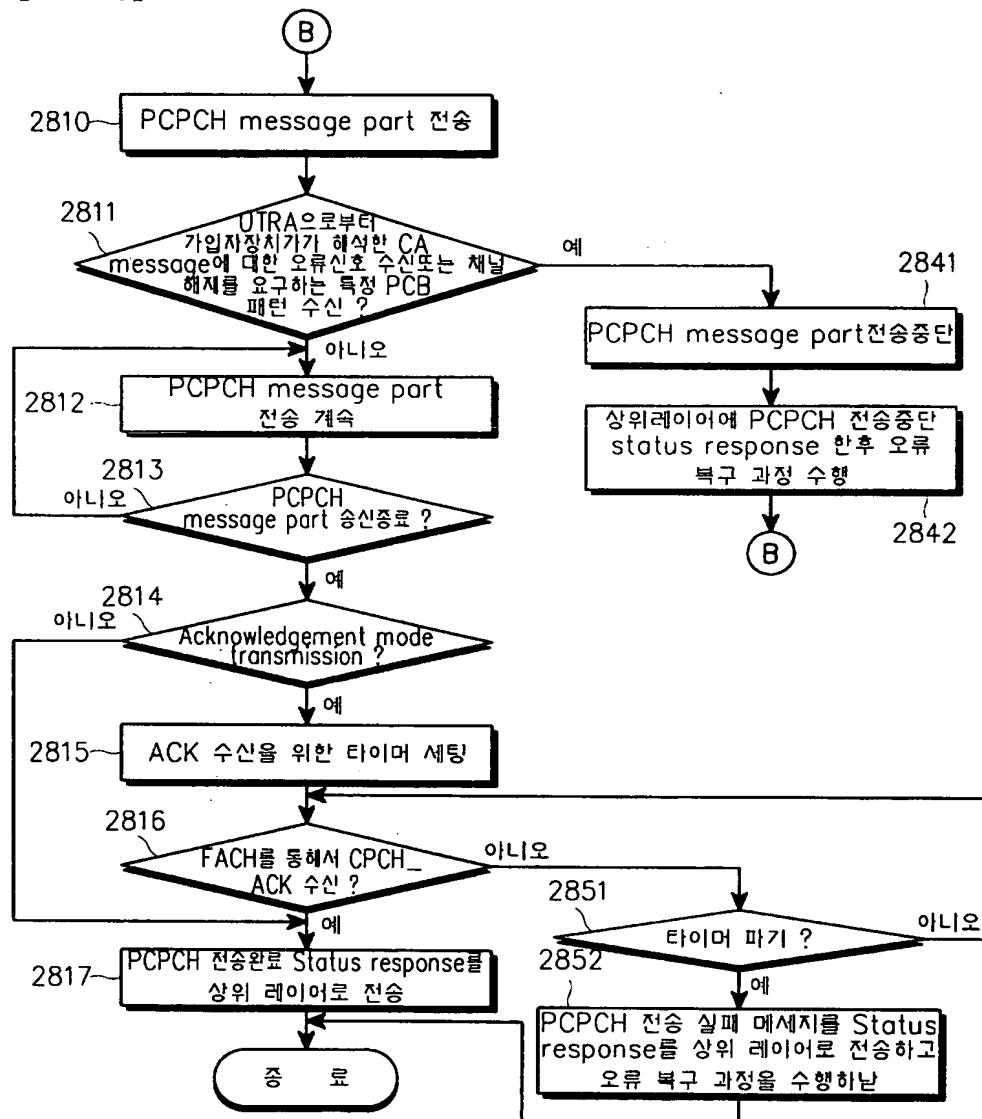 B
2810
PCPCH message part 전송
2811
UTRA으로부터
가입자장치가가 해석한 CA
message에 대한 오류신호 수신또는 채널
해제를 요구하는 특정 PCB
패턴 수신 ?
예
아니오
2841
PCPCH message part전송중단
2812
PCPCH message part
전송 계속
상위레이어에 PCPCH 전송중단
status response 한후 오류
복구 과정 수행
2842
B
2813
아니오
PCPCH
message part 송신종료 ?
예
2814
아니오
Acknowledgement mode
transmission ?
예
2815
ACK 수신을 위한 타이머 세팅
2816
FACH를 통해서 CPCH_
ACK 수신 ?
아니오
예
2851
타이머 파기 ?
아니오
예
2817
PCPCH 전송완료 Status response를
상위 레이어로 전송
2852
PCPCH 전송 실패 메세지를 Status
response를 상위 레이어로 전송하고
오류 복구 과정을 수행하낟
종 료